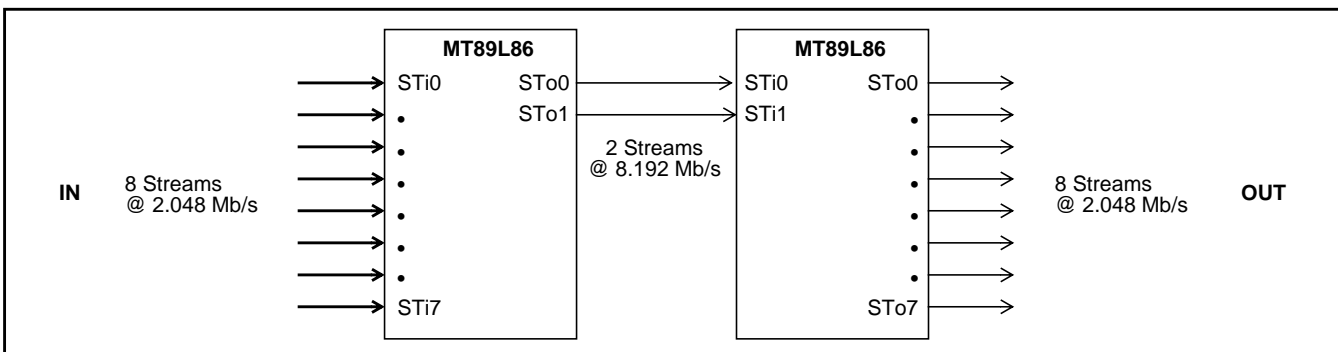 MT89L86
MT89L86
STi0
STo0
STi0
STo0
STo1
STi1
2 Streams
@ 8.192 Mb/s
IN
8 Streams
@ 2.048 Mb/s
8 Streams
@ 2.048 Mb/s
OUT
STi7
STo7